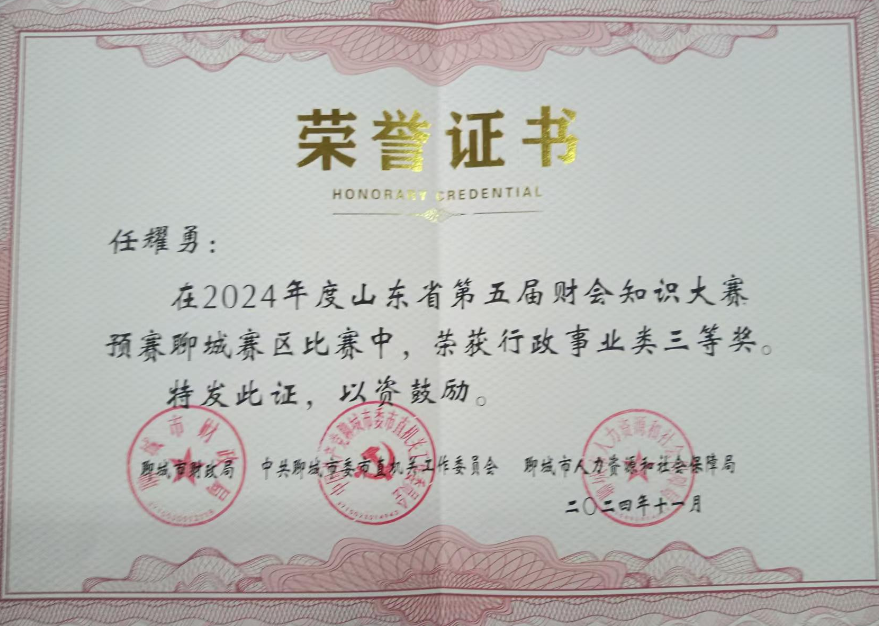 荣誉证书
HONORARY CREDENTIAL
任耀勇：
在2024年度山东省第五届财会知识大赛
预赛聊城赛区比赛中，荣获行政事业类三等奖。
特发此证，以资鼓励。
聊城市财政局 中共聊城市委市直机关工作委员会 聊城市人力资源和社会保障局
二〇二四年十一月